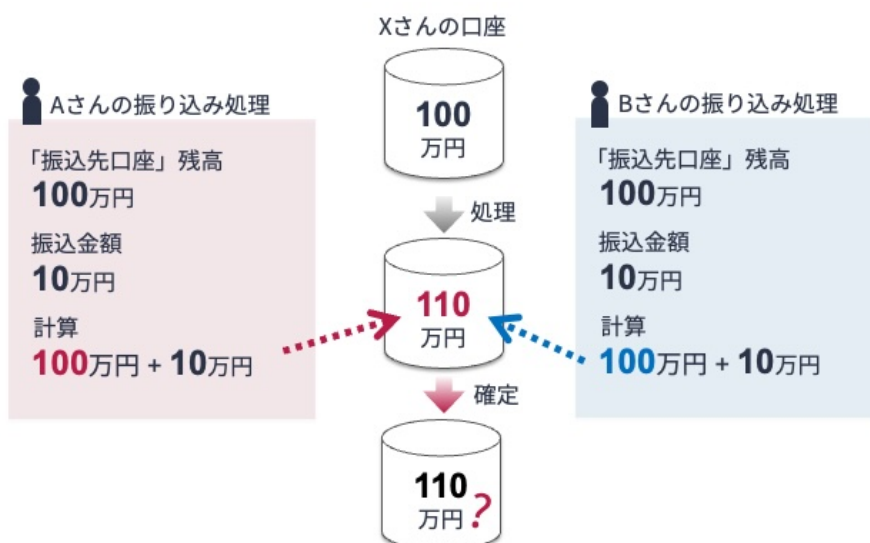 Xさんの口座
100
万円
Aさんの振り込み処理
「振込先口座」残高
100万円
振込金額
10万円
計算
100万円 + 10万円
処理
110
万円
確定
110
万円?
Bさんの振り込み処理
「振込先口座」残高
100万円
振込金額
10万円
計算
100万円 + 10万円